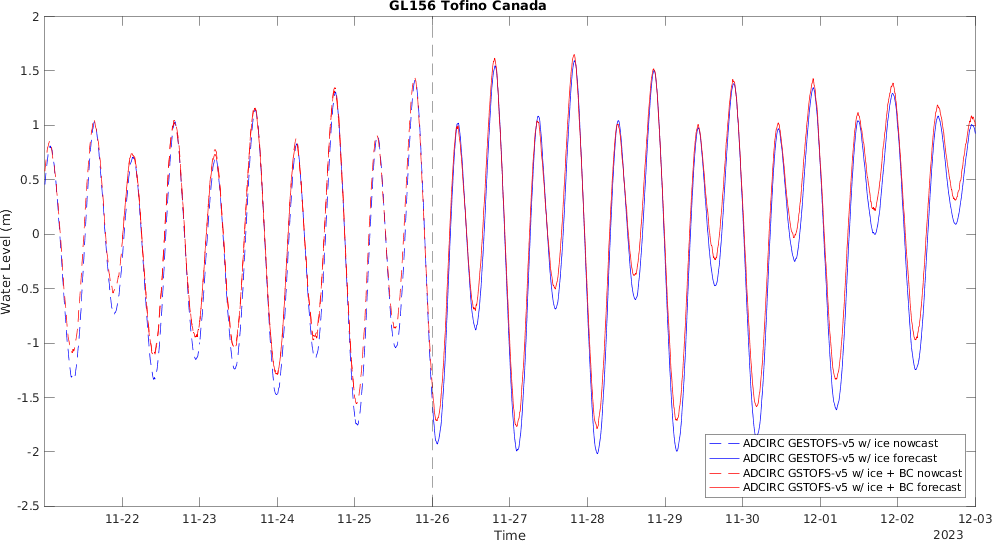 GL156 Tofino Canada
2
1.5
1
0.5
0
-0.5
-1
-1.5
-2
-2.5
Water Level (m)
11-22 11-23 11-24 11-25 11-26 11-27 11-28 11-29 11-30 12-01 12-02 12-03
Time
2023
ADCIRC GESTOFS-v5 w/ ice nowcast
ADCIRC GESTOFS-v5 w/ ice forecast
ADCIRC GSTOFS-v5 w/ ice + BC nowcast
ADCIRC GSTOFS-v5 w/ ice + BC forecast